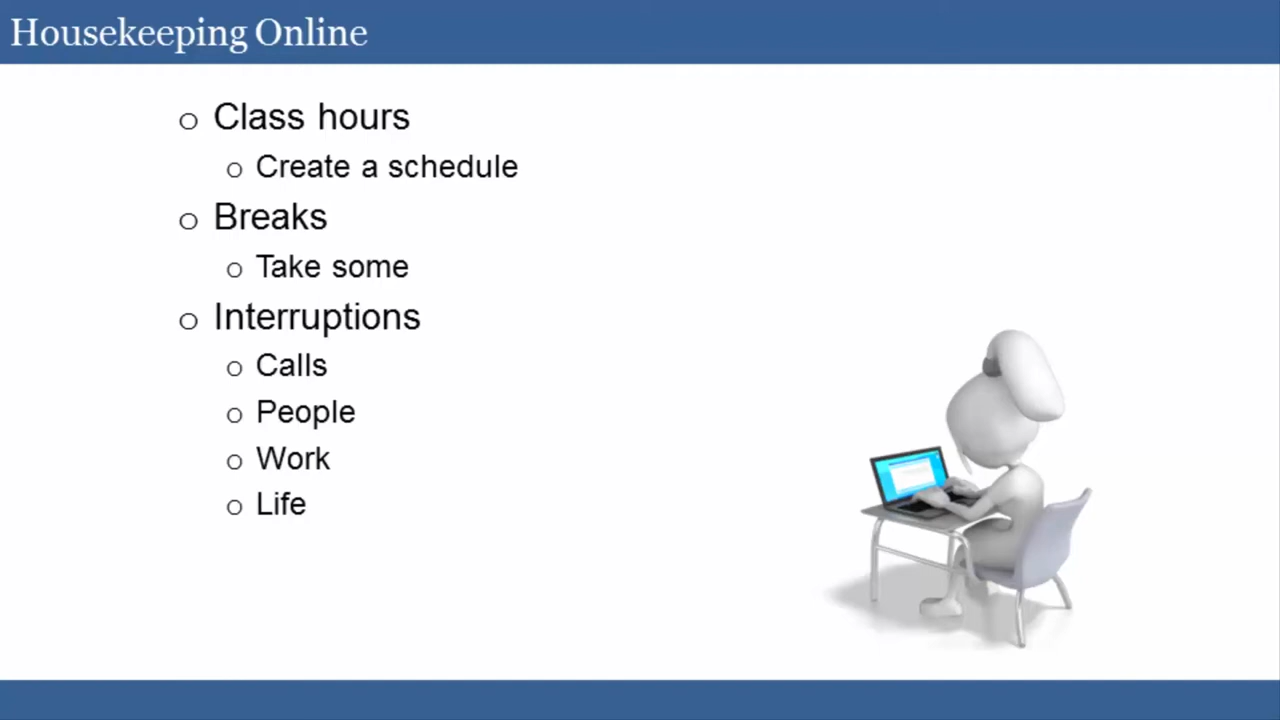 Housekeeping Online
Class hours
Create a schedule
Breaks
Take some
Interruptions
Calls
People
Work
Life